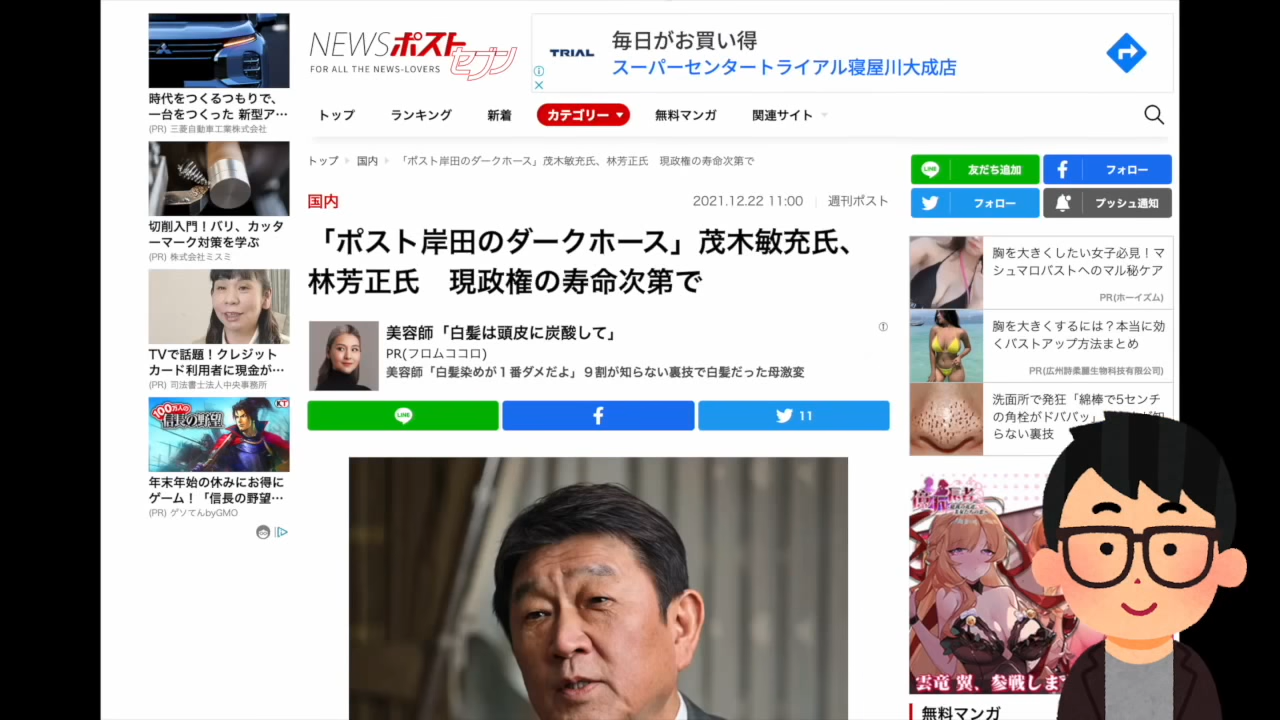 時代をつくるつもりで、
一台をつくった 新型ア…
(PR) 三菱自動車工業株式会社
切削入門！バリ、カッタ
ーマーク対策を学ぶ
(PR) 株式会社ミスミ
TVで話題！クレジット
カード利用者に現金が…
(PR) 司法書士法人中央事務所
100万人の
信長の野望
KT
年末年始の休みにお得に
ゲーム！「信長の野望…
(PR) ゲソてんbyGMO
NEWSポストセブン
FOR ALL THE NEWS-LOVERS
TRIAL
毎日がお買い得
スーパーセンタートライアル寝屋川大成店
トップ ランキング 新着 カテゴリー 無料マンガ 関連サイト
トップ 国内 「ポスト岸田のダークホース」茂木敏充氏、林芳正氏　現政権の寿命次第で
国内
2021.12.22 11:00 週刊ポスト
「ポスト岸田のダークホース」茂木敏充氏、
林芳正氏　現政権の寿命次第で
美容師「白髪は頭皮に炭酸して」
PR(フロムココロ)
美容師「白髪染めが１番ダメだよ」９割が知らない裏技で白髪だった母激変
LINE
11
LINE 友だち追加
フォロー
フォロー
プッシュ通知
胸を大きくしたい女子必見！マ
シュマロバストへのマル秘ケア
PR(ホーイズム)
胸を大きくするには？本当に効
くバストアップ方法まとめ
PR(広州詩柔麗生物科技有限公司)
洗面所で発狂「綿棒で5センチ
の角栓がドババッ」
らない裏技
雲竜 翼、参戦しま
無料マンガ